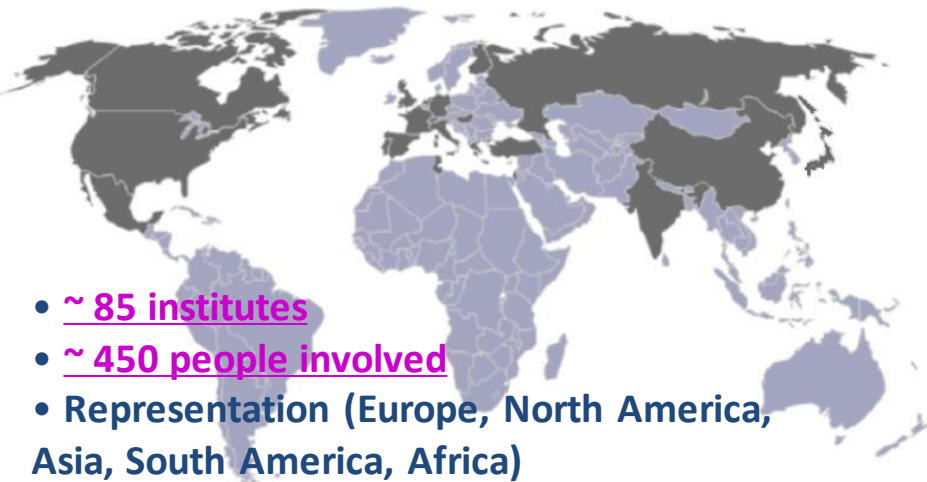 • ~ 85 institutes
• ~ 450 people involved
• Representation (Europe, North America,
Asia, South America, Africa)